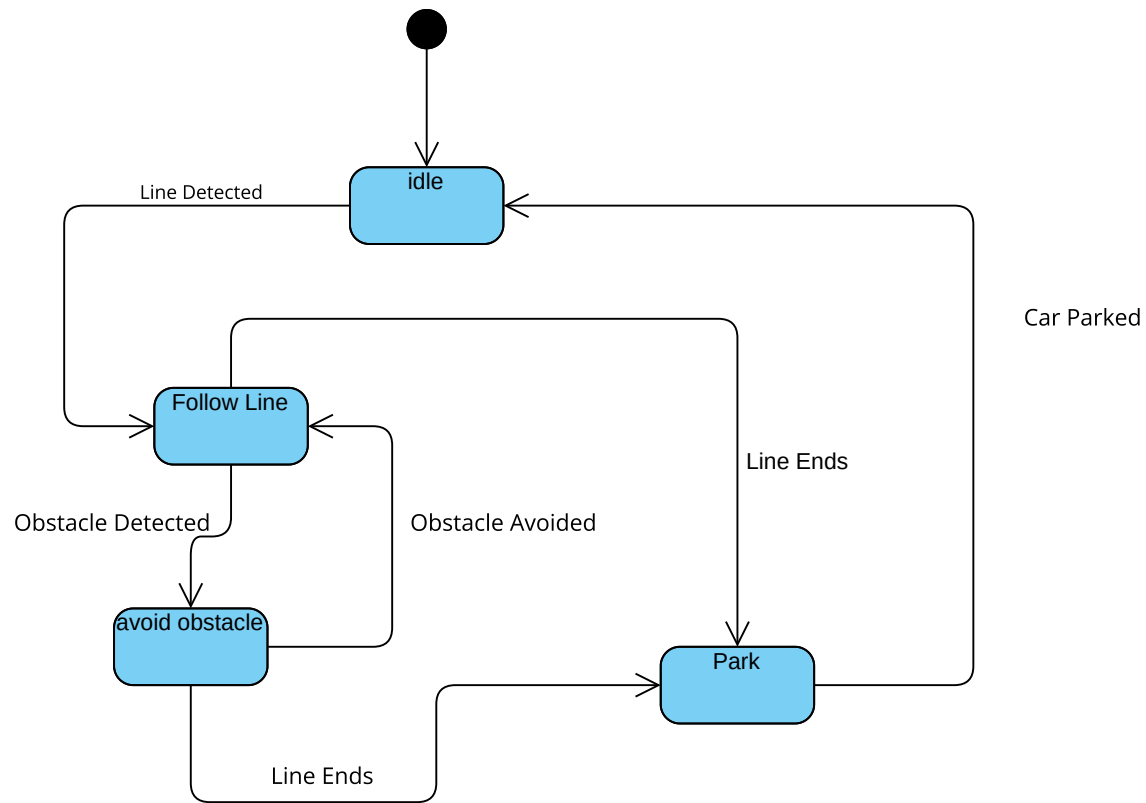 idle
Line Detected
Car Parked
Follow Line
Line Ends
Obstacle Detected
Obstacle Avoided
avoid obstacle
Park
Line Ends